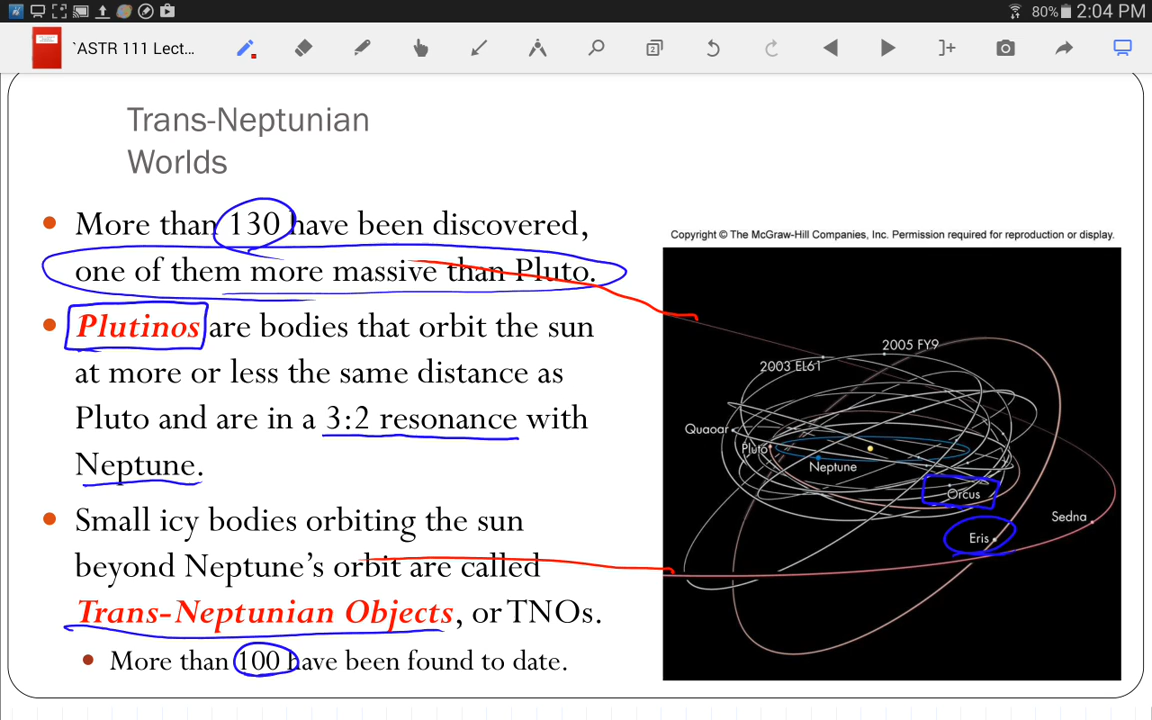 80% 2:04 PM
`ASTR 111 Lect...
2
Trans-Neptunian
Worlds
• More than 130 have been discovered,
one of them more massive than Pluto.
• Plutinos are bodies that orbit the sun
at more or less the same distance as
Pluto and are in a 3:2 resonance with
Neptune.
• Small icy bodies orbiting the sun
beyond Neptune’s orbit are called
Trans-Neptunian Objects, or TNOs.
• More than 100 have been found to date.
Copyright © The McGraw-Hill Companies, Inc. Permission required for reproduction or display.
2005 FY9
2003 EL61
Quaoar
Pluto
Neptune
Orcus
Sedna
Eris